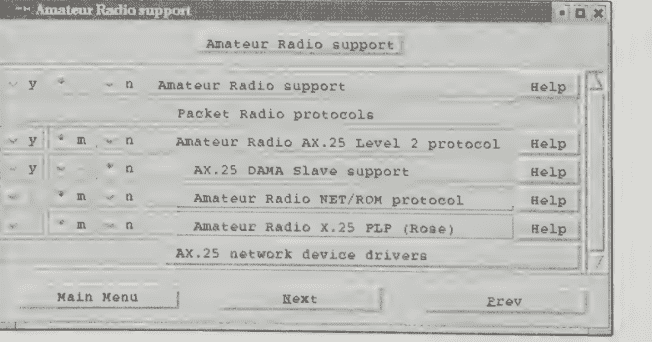 Amateur Radio support
Amateur Radio support
y n Amateur Radio support Help
Packet Radio protocols
y m n Amateur Radio AX.25 Level 2 protocol Help
y n AX.25 DAMA Slave support Help
m n Amateur Radio NET/ROM protocol Help
m n Amateur Radio X.25 PLP (Rose) Help
AX.25 network device drivers
Main Menu Next Prev